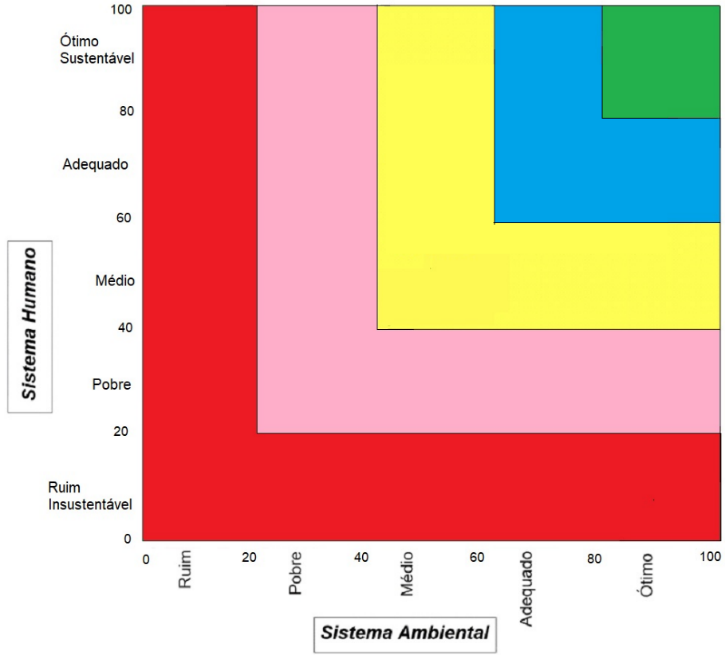 100
Ótimo
Sustentável
80
Adequado
60
Sistema Humano
Médio
40
Pobre
20
Ruim
Insustentável
0
0
Ruim
20
Pobre
40
Médio
60
Adequado
80
Ótimo
100
Sistema Ambiental